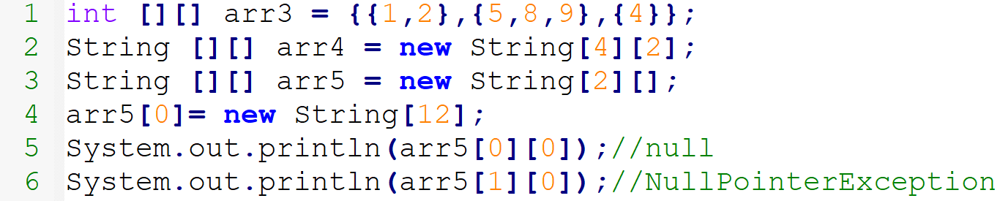 1 int [][] arr3 = {{1,2},{5,8,9},{4}};
2 String [][] arr4 = new String[4][2];
3 String [][] arr5 = new String[2][];
4 arr5[0]= new String[12];
5 System.out.println(arr5[0][0]);//null
6 System.out.println(arr5[1][0]);//NullPointerException